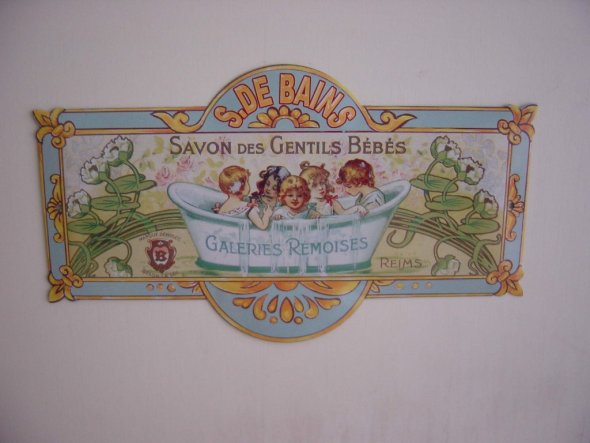 S. DE BAINS
SAVON DES GENTILS BÉBÉS
GALERIES REMOISES
REIMS
B